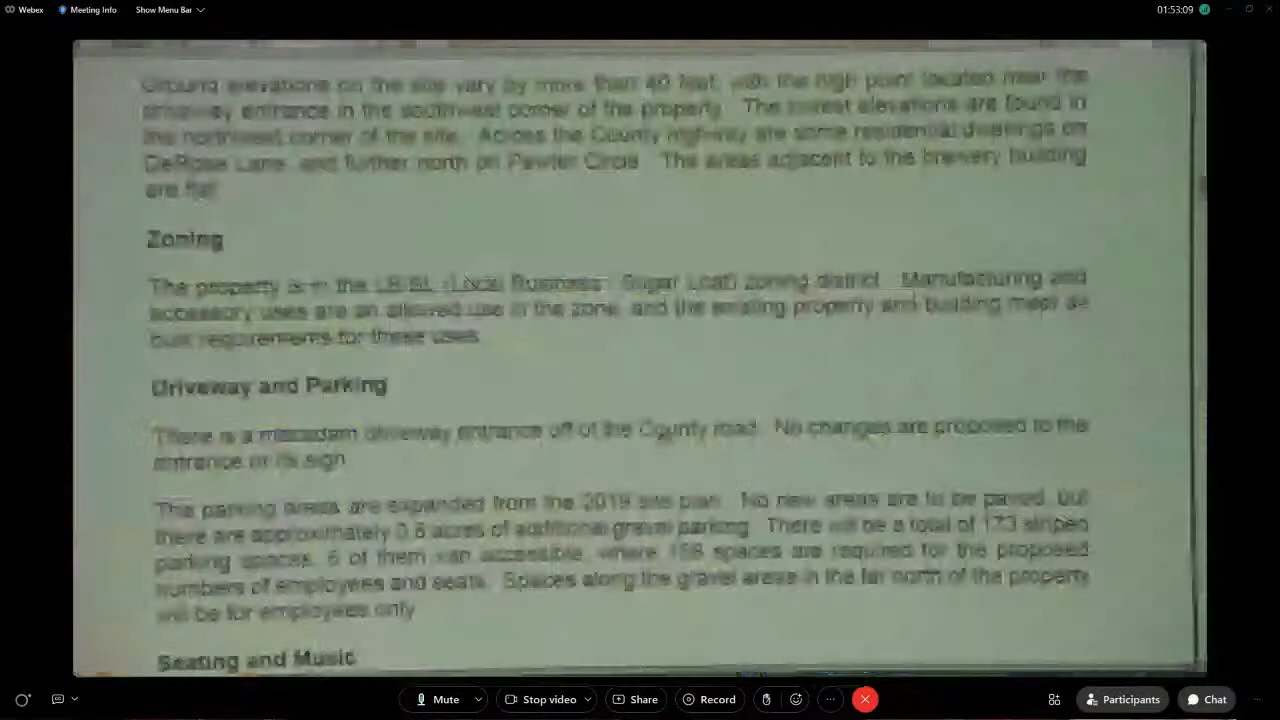 Webex Meeting Info Show Menu Bar 01:53:09
Ground elevations on the site vary by more than 40 feet, with the high point located near the
driveway entrance in the southwest corner of the property. The lowest elevations are found in
the northwest corner of the site. Across the County highway are some residential dwellings on
DeRose Lane, and further north on Pewter Circle. The areas adjacent to the brewery building
are flat.
Zoning
The property is in the LB-SL (Local Business: Sugar Loaf) zoning district. Manufacturing and
accessory uses are an allowed use in the zone, and the existing property and building meet all
bulk requirements for these uses.
Driveway and Parking
There is a macadam driveway entrance off of the County road. No changes are proposed to the
entrance or its sign.
The parking areas are expanded from the 2019 site plan. No new areas are to be paved, but
there are approximately acres of additional gravel parking. There will be a total of 173 striped
parking spaces, 6 of them van accessible, where spaces are required for the proposed
numbers of employees and seats. Spaces along the gravel areas in the far north of the property
will be for employees only.
Seating and Music
Mute Stop video Share Record Participants Chat